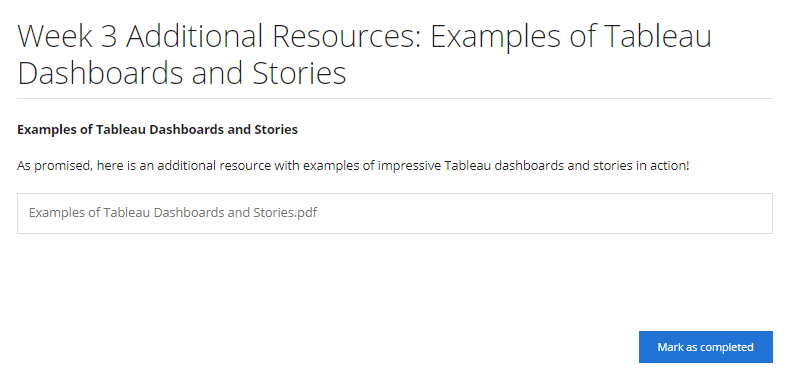 Week 3 Additional Resources: Examples of Tableau
Dashboards and Stories
Examples of Tableau Dashboards and Stories
As promised, here is an additional resource with examples of impressive Tableau dashboards and stories in action!
Examples of Tableau Dashboards and Stories.pdf
Mark as completed